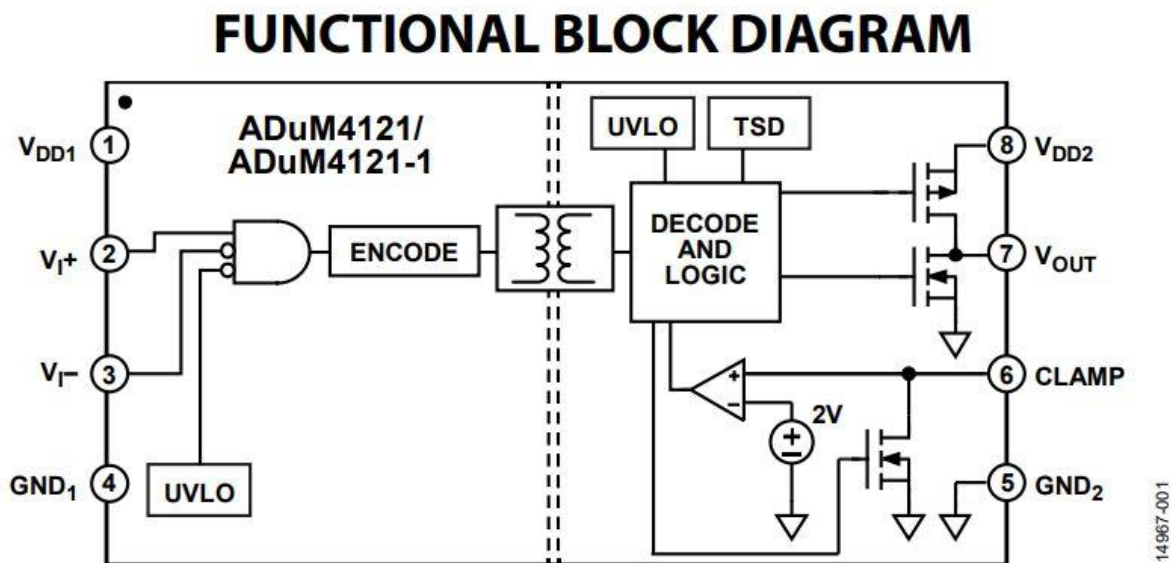 FUNCTIONAL BLOCK DIAGRAM
ADuM4121/
ADuM4121-1
UVLO
TSD
VDD1
1
8
VDD2
VI+
2
ENCODE
DECODE
AND
LOGIC
7
VOUT
VI−
3
+
−
2V
+
−
6
CLAMP
GND1
4
UVLO
5
GND2
14967-001